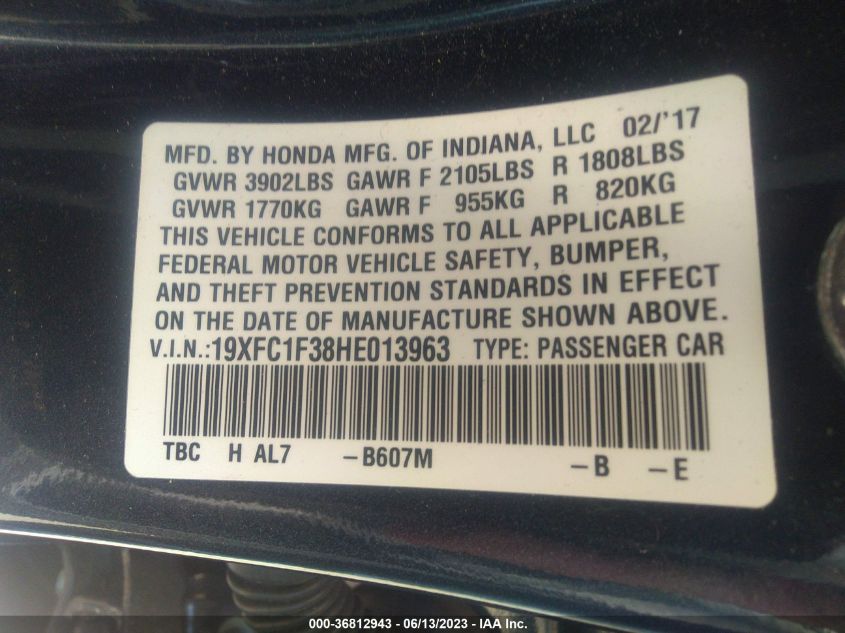 MFD. BY HONDA MFG. OF INDIANA, LLC 02/'17
GVWR 3902LBS GAWR F 2105LBS R 1808LBS
GVWR 1770KG GAWR F 955KG R 820KG
THIS VEHICLE CONFORMS TO ALL APPLICABLE
FEDERAL MOTOR VEHICLE SAFETY, BUMPER,
AND THEFT PREVENTION STANDARDS IN EFFECT
ON THE DATE OF MANUFACTURE SHOWN ABOVE.
V.I.N.:19XFC1F38HE013963 TYPE: PASSENGER CAR
TBC H AL7 -B607M -B -E
000-36812943 - 06/13/2023 - IAA Inc.